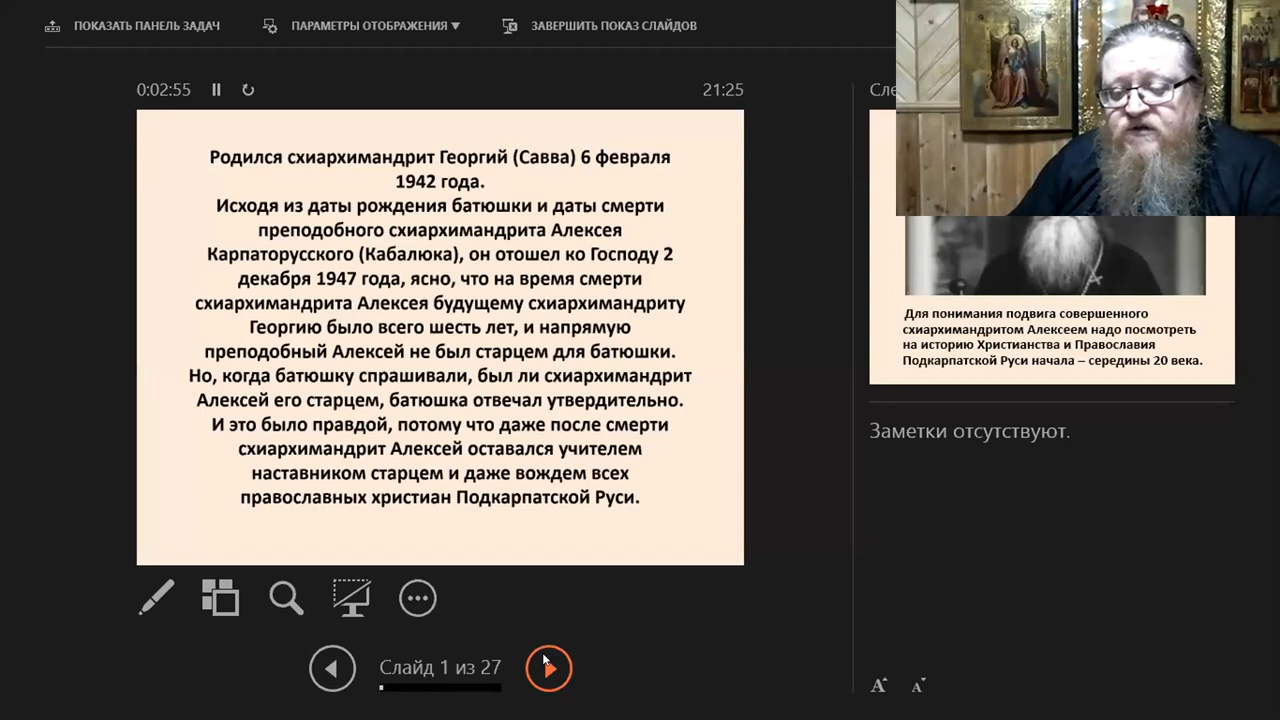 ПОКАЗАТЬ ПАНЕЛЬ ЗАДАЧ
ПАРАМЕТРЫ ОТОБРАЖЕНИЯ
ЗАВЕРШИТЬ ПОКАЗ СЛАЙДОВ
0:02:55
21:25
Родился схиархимандрит Георгий (Савва) 6 февраля
1942 года.
Исходя из даты рождения батюшки и даты смерти
преподобного схиархимандрита Алексея
Карпаторусского (Кабалюка), он отошел ко Господу 2
декабря 1947 года, ясно, что на время смерти
схиархимандрита Алексея будущему схиархимандриту
Георгию было всего шесть лет, и напрямую
преподобный Алексей не был старцем для батюшки.
Но, когда батюшку спрашивали, был ли схиархимандрит
Алексей его старцем, батюшка отвечал утвердительно.
И это было правдой, потому что даже после смерти
схиархимандрит Алексей оставался учителем
наставником старцем и даже вождем всех
православных христиан Подкарпатской Руси.
Слайд 1 из 27
Для понимания подвига совершенного
схиархимандритом Алексеем надо посмотреть
на историю Христианства и Православия
Подкарпатской Руси начала – середины 20 века.
Заметки отсутствуют.
A A